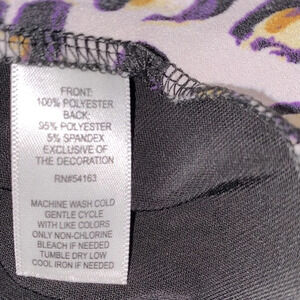 FRONT:
100% POLYESTER
BACK:
95% POLYESTER
5% SPANDEX
EXCLUSIVE OF
THE DECORATION
RN#54163
MACHINE WASH COLD
GENTLE CYCLE
WITH LIKE COLORS
ONLY NON-CHLORINE
BLEACH IF NEEDED
TUMBLE DRY LOW
COOL IRON IF NEEDED